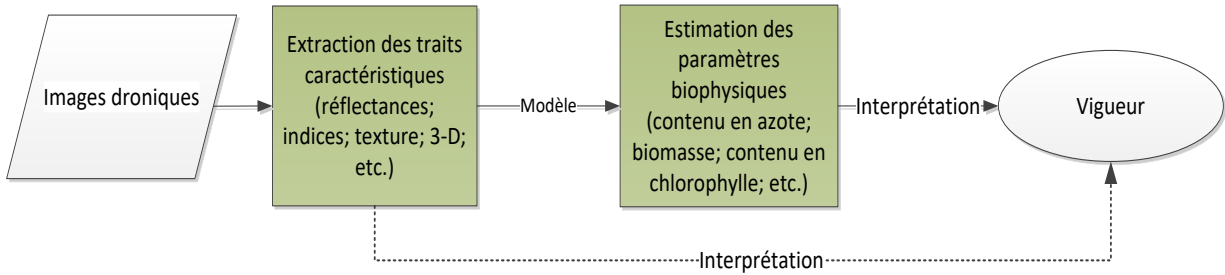 Images droniques
Extraction des traits
caractéristiques
(réflectances;
indices; texture; 3-D;
etc.)
Modèle
Estimation des
paramètres
biophysiques
(contenu en azote;
biomasse; contenu en
chlorophylle; etc.)
Interprétation
Vigueur
Interprétation